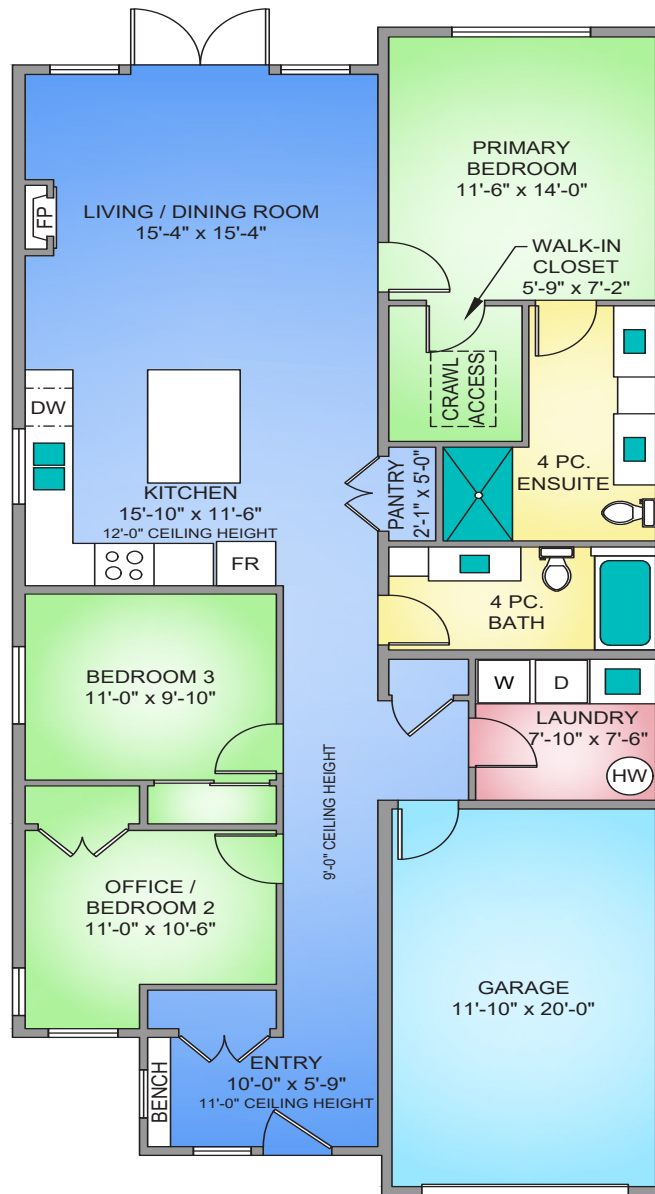 PRIMARY
BEDROOM
11'-6" x 14'-0"
LIVING / DINING ROOM
15'-4" x 15'-4"
FP
WALK-IN
CLOSET
5'-9" x 7'-2"
CRAWL
ACCESS
DW
4 PC.
ENSUITE
PANTRY
2'-1" x 5'-0"
KITCHEN
15'-10" x 11'-6"
12'-0" CEILING HEIGHT
FR
4 PC.
BATH
BEDROOM 3
11'-0" x 9'-10"
W
D
LAUNDRY
7'-10" x 7'-6"
HW
9'-0" CEILING HEIGHT
OFFICE /
BEDROOM 2
11'-0" x 10'-6"
GARAGE
11'-10" x 20'-0"
ENTRY
10'-0" x 5'-9"
11'-0" CEILING HEIGHT
BENCH